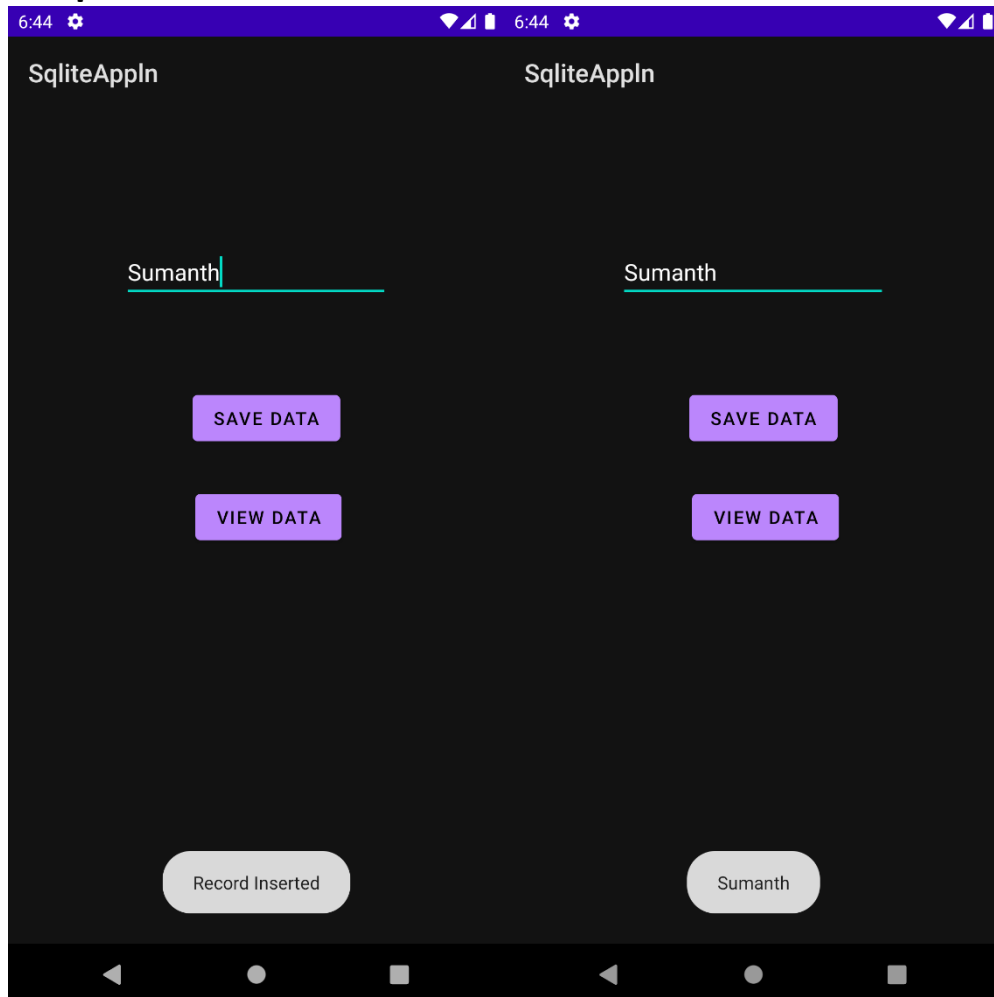 6:44
SqliteAppln
Sumanth
SAVE DATA
VIEW DATA
Record Inserted
6:44
SqliteAppln
Sumanth
SAVE DATA
VIEW DATA
Sumanth